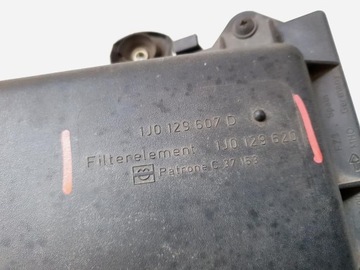 1J0 129 607 D
Filterelement 1J0 129 620
Patrone C 37 153